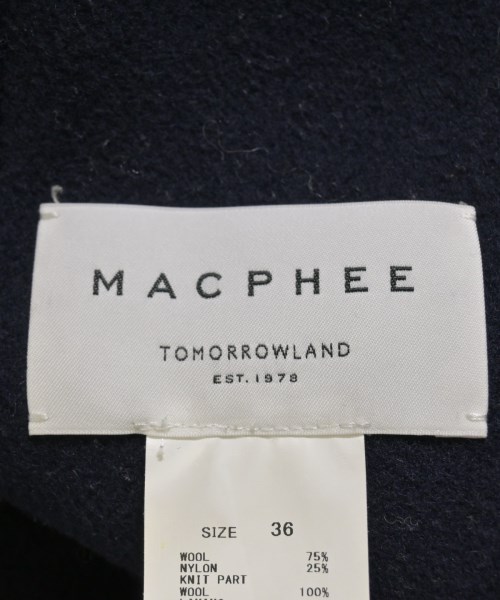 MACPHEE
TOMORROWLAND
EST. 1978
SIZE 36
WOOL 75%
NYLON 25%
KNIT PART
WOOL 100%